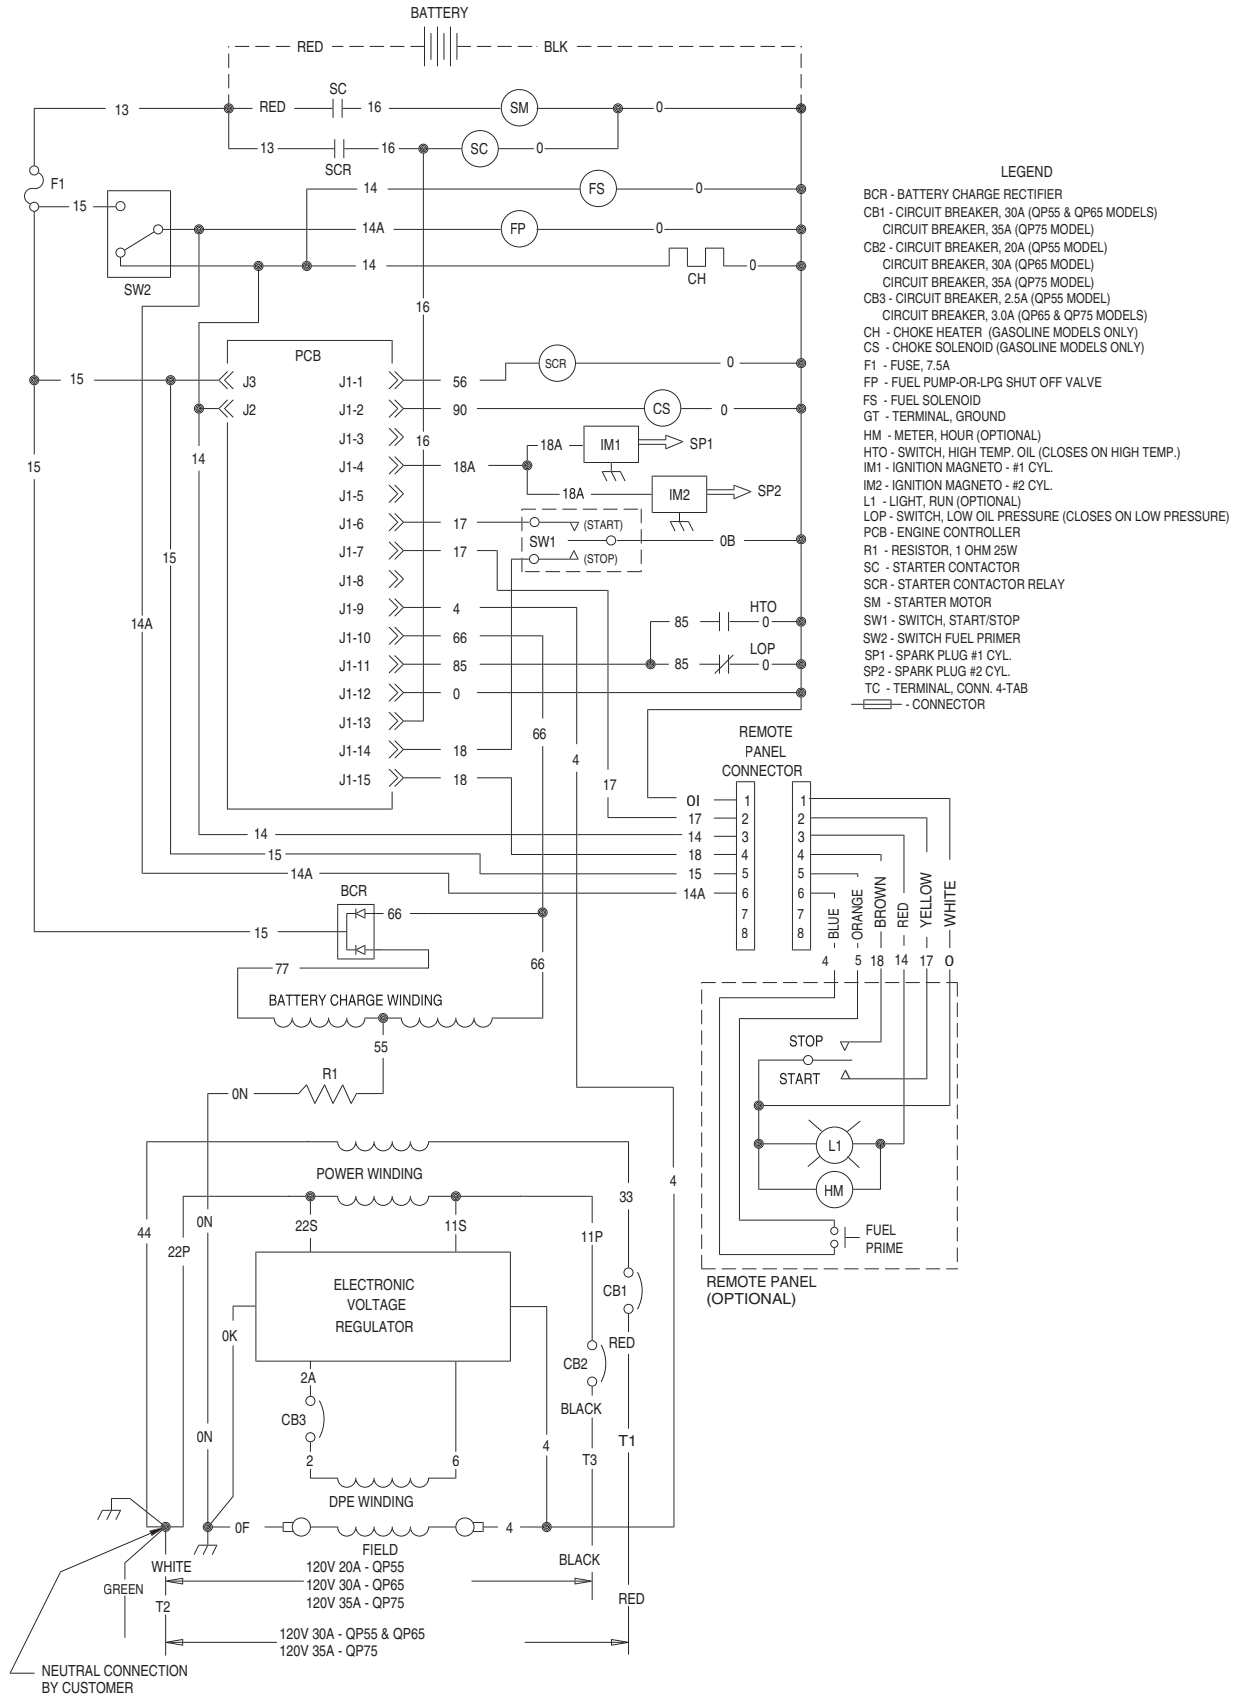 BATTERY
RED
BLK
SC
13
RED
16
SM
0
13
16
SC
0
SCR
F1
14
FS
0
15
14A
FP
0
14
0
CH
SW2
16
LEGEND
BCR - BATTERY CHARGE RECTIFIER
CB1 - CIRCUIT BREAKER, 30A (QP55 & QP65 MODELS)
CIRCUIT BREAKER, 35A (QP75 MODEL)
CB2 - CIRCUIT BREAKER, 20A (QP55 MODEL)
CIRCUIT BREAKER, 30A (QP65 MODEL)
CIRCUIT BREAKER, 35A (QP75 MODEL)
CB3 - CIRCUIT BREAKER, 2.5A (QP55 MODEL)
CIRCUIT BREAKER, 3.0A (QP65 & QP75 MODELS)
CH - CHOKE HEATER (GASOLINE MODELS ONLY)
CS - CHOKE SOLENOID (GASOLINE MODELS ONLY)
F1 - FUSE, 7.5A
FP - FUEL PUMP-OR-LPG SHUT OFF VALVE
FS - FUEL SOLENOID
GT - TERMINAL, GROUND
HM - METER, HOUR (OPTIONAL)
HTO - SWITCH, HIGH TEMP. OIL (CLOSES ON HIGH TEMP.)
IM1 - IGNITION MAGNETO - #1 CYL.
IM2 - IGNITION MAGNETO - #2 CYL.
L1 - LIGHT, RUN (OPTIONAL)
LOP - SWITCH, LOW OIL PRESSURE (CLOSES ON LOW PRESSURE)
PCB - ENGINE CONTROLLER
R1 - RESISTOR, 1 OHM 25W
SC - STARTER CONTACTOR
SCR - STARTER CONTACTOR RELAY
SM - STARTER MOTOR
SW1 - SWITCH, START/STOP
SW2 - SWITCH FUEL PRIMER
SP1 - SPARK PLUG #1 CYL.
SP2 - SPARK PLUG #2 CYL.
TC - TERMINAL, CONN. 4-TAB
- CONNECTOR
PCB
15
J3
J1-1
56
SCR
0
J2
J1-2
90
CS
0
J1-3
16
14
15
J1-4
18A
18A
IM1
SP1
J1-5
18A
IM2
SP2
J1-6
17
(START)
SW1
0B
J1-7
17
(STOP)
15
J1-8
J1-9
4
HTO
14A
85
0
J1-10
66
LOP
J1-11
85
85
0
J1-12
0
J1-13
66
REMOTE
PANEL
CONNECTOR
J1-14
18
4
J1-15
18
17
OI
1
1
17
2
2
14
14
3
3
15
18
4
4
14A
15
5
5
14A
6
6
7
7
8
8
BLUE
ORANGE
BROWN
RED
YELLOW
WHITE
4
5
18
14
17
0
BCR
66
15
77
66
BATTERY CHARGE WINDING
55
R1
0N
STOP
START
L1
HM
FUEL
PRIME
REMOTE PANEL
(OPTIONAL)
POWER WINDING
4
33
44
22P
0N
22S
11S
11P
ELECTRONIC
VOLTAGE
REGULATOR
CB1
0K
RED
2A
CB2
CB3
BLACK
0N
4
T1
2
6
T3
DPE WINDING
0F
4
FIELD
BLACK
WHITE
120V 20A - QP55
120V 30A - QP65
120V 35A - QP75
GREEN
T2
RED
120V 30A - QP55 & QP65
120V 35A - QP75
NEUTRAL CONNECTION
BY CUSTOMER